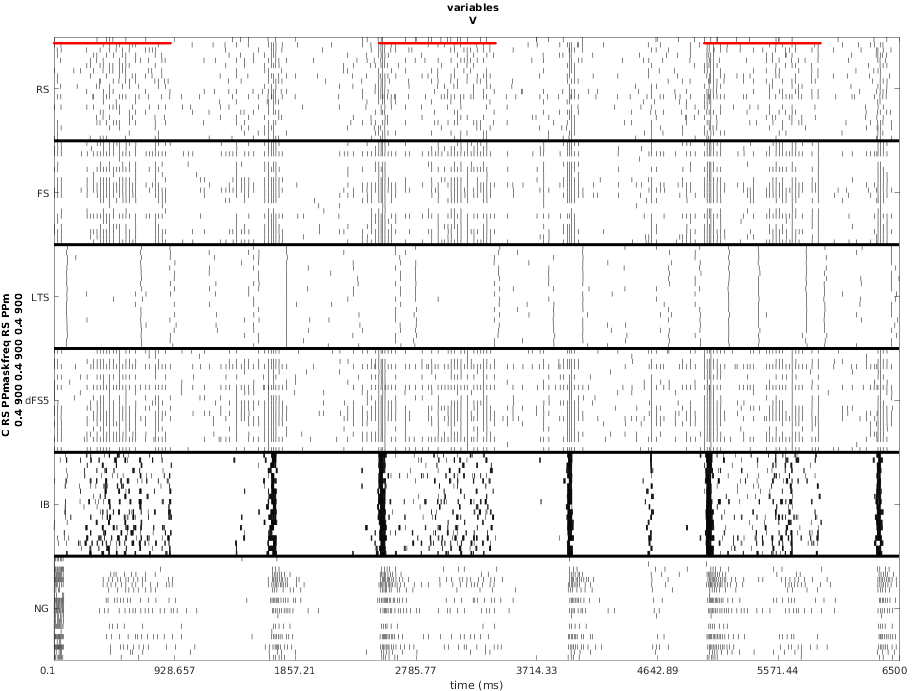 variables
V
RS
FS
LTS
dFS5
IB
NG
C RS PPmaskfreq RS PPm
0.4 900 0.4 900 0.4 900
0.1 928.657 1857.21 2785.77 3714.33 4642.89 5571.44 6500
time (ms)